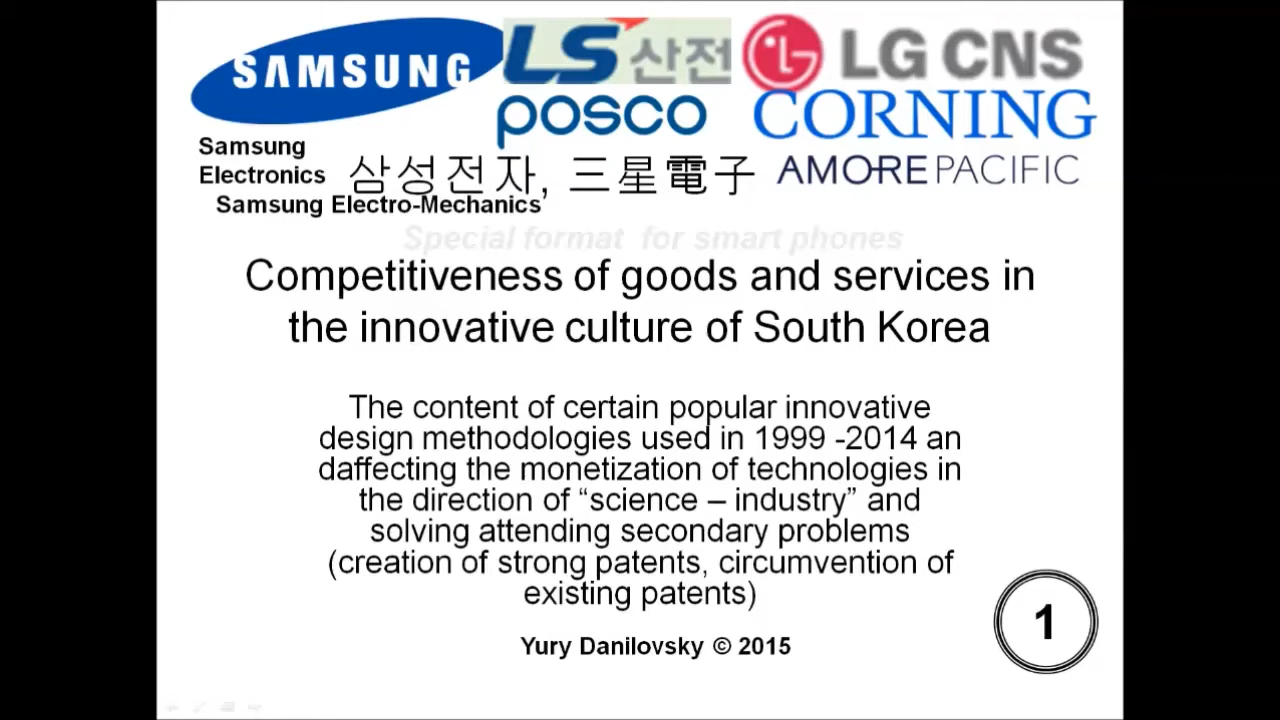 SAMSUNG
LS 산전
LG CNS
posco
CORNING
Samsung
Electronics
삼성전자, 三星電子
AMOREPACIFIC
Samsung Electro-Mechanics
Special format for smart phones
Competitiveness of goods and services in
the innovative culture of South Korea
The content of certain popular innovative
design methodologies used in 1999 -2014 an
daffecting the monetization of technologies in
the direction of “science – industry” and
solving attending secondary problems
(creation of strong patents, circumvention of
existing patents)
1
Yury Danilovsky © 2015